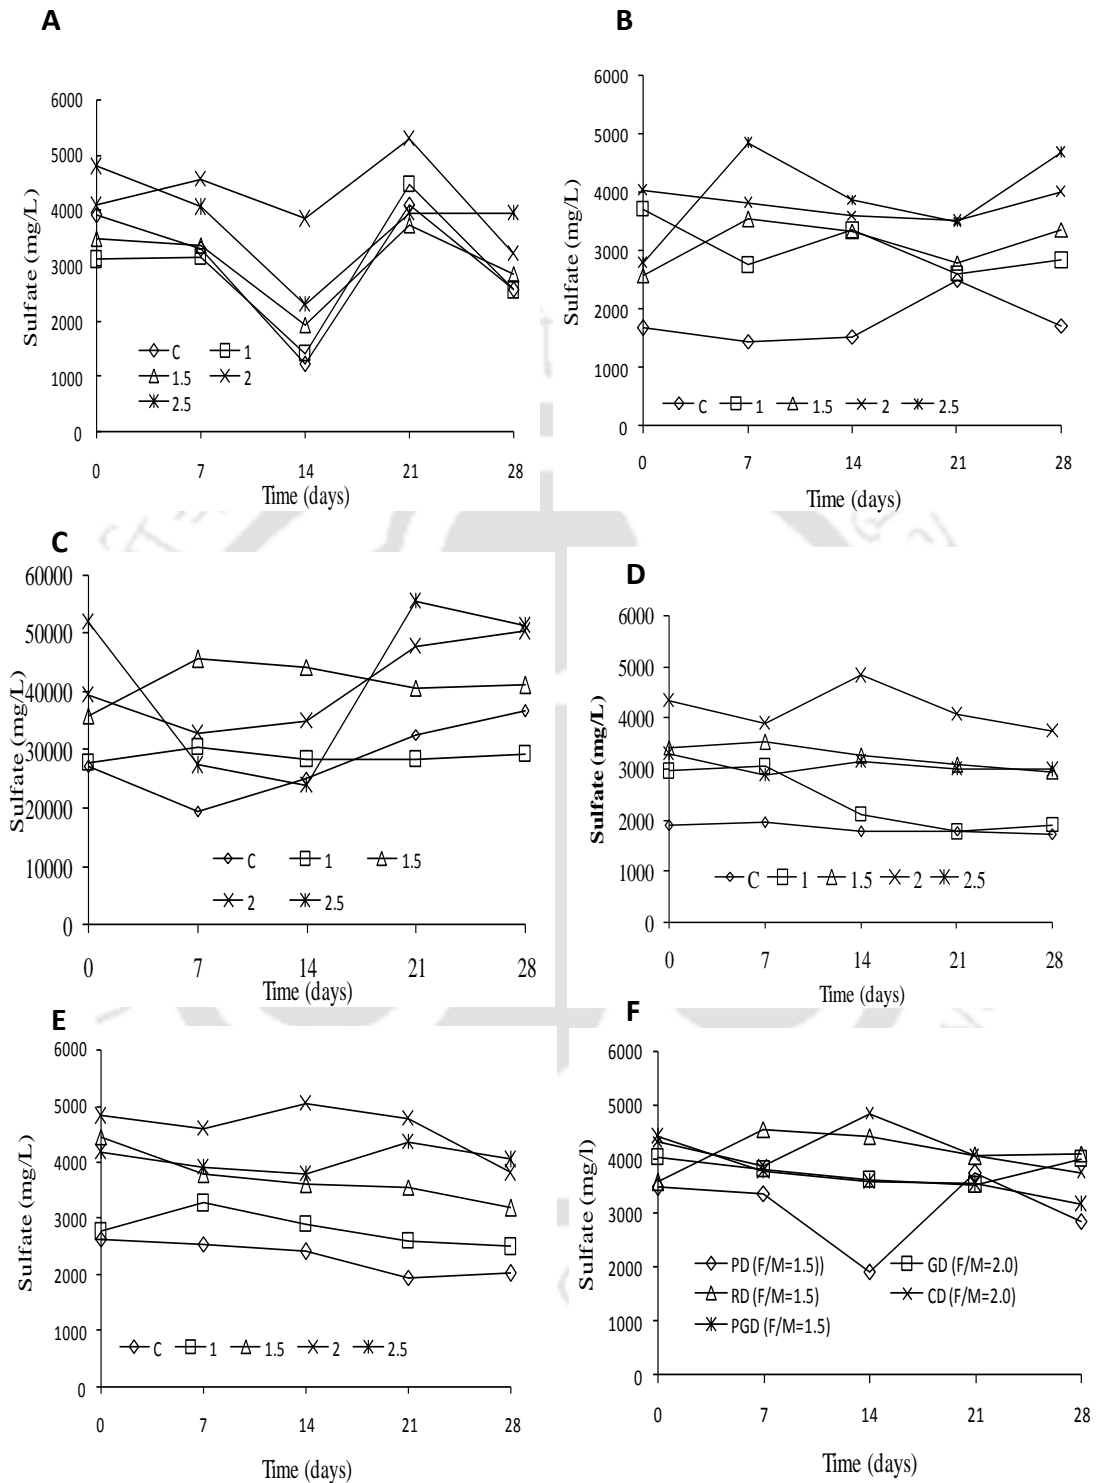 A
B
6000
5000
4000
3000
2000
1000
0
Sulfate (mg/L)
C 1
1.5 2
2.5
0 7 14 21 28
Time (days)
6000
5000
4000
3000
2000
1000
0
Sulfate (mg/L)
C 1 1.5 2 2.5
0 7 14 21 28
Time (days)
C
D
60000
50000
40000
30000
20000
10000
0
Sulfate (mg/L)
C 1 1.5
2 2.5
0 7 14 21 28
Time (days)
6000
5000
4000
3000
2000
1000
0
Sulfate (mg/L)
C 1 1.5 2 2.5
0 7 14 21 28
Time (days)
E
F
6000
5000
4000
3000
2000
1000
0
Sulfate (mg/L)
C 1 1.5 2 2.5
0 7 14 21 28
Time (days)
6000
5000
4000
3000
2000
1000
0
Sulfate (mg/l)
PD (F/M=1.5)) GD (F/M=2.0)
RD (F/M=1.5) CD (F/M=2.0)
PGD (F/M=1.5)
0 7 14 21 28
Time (days)